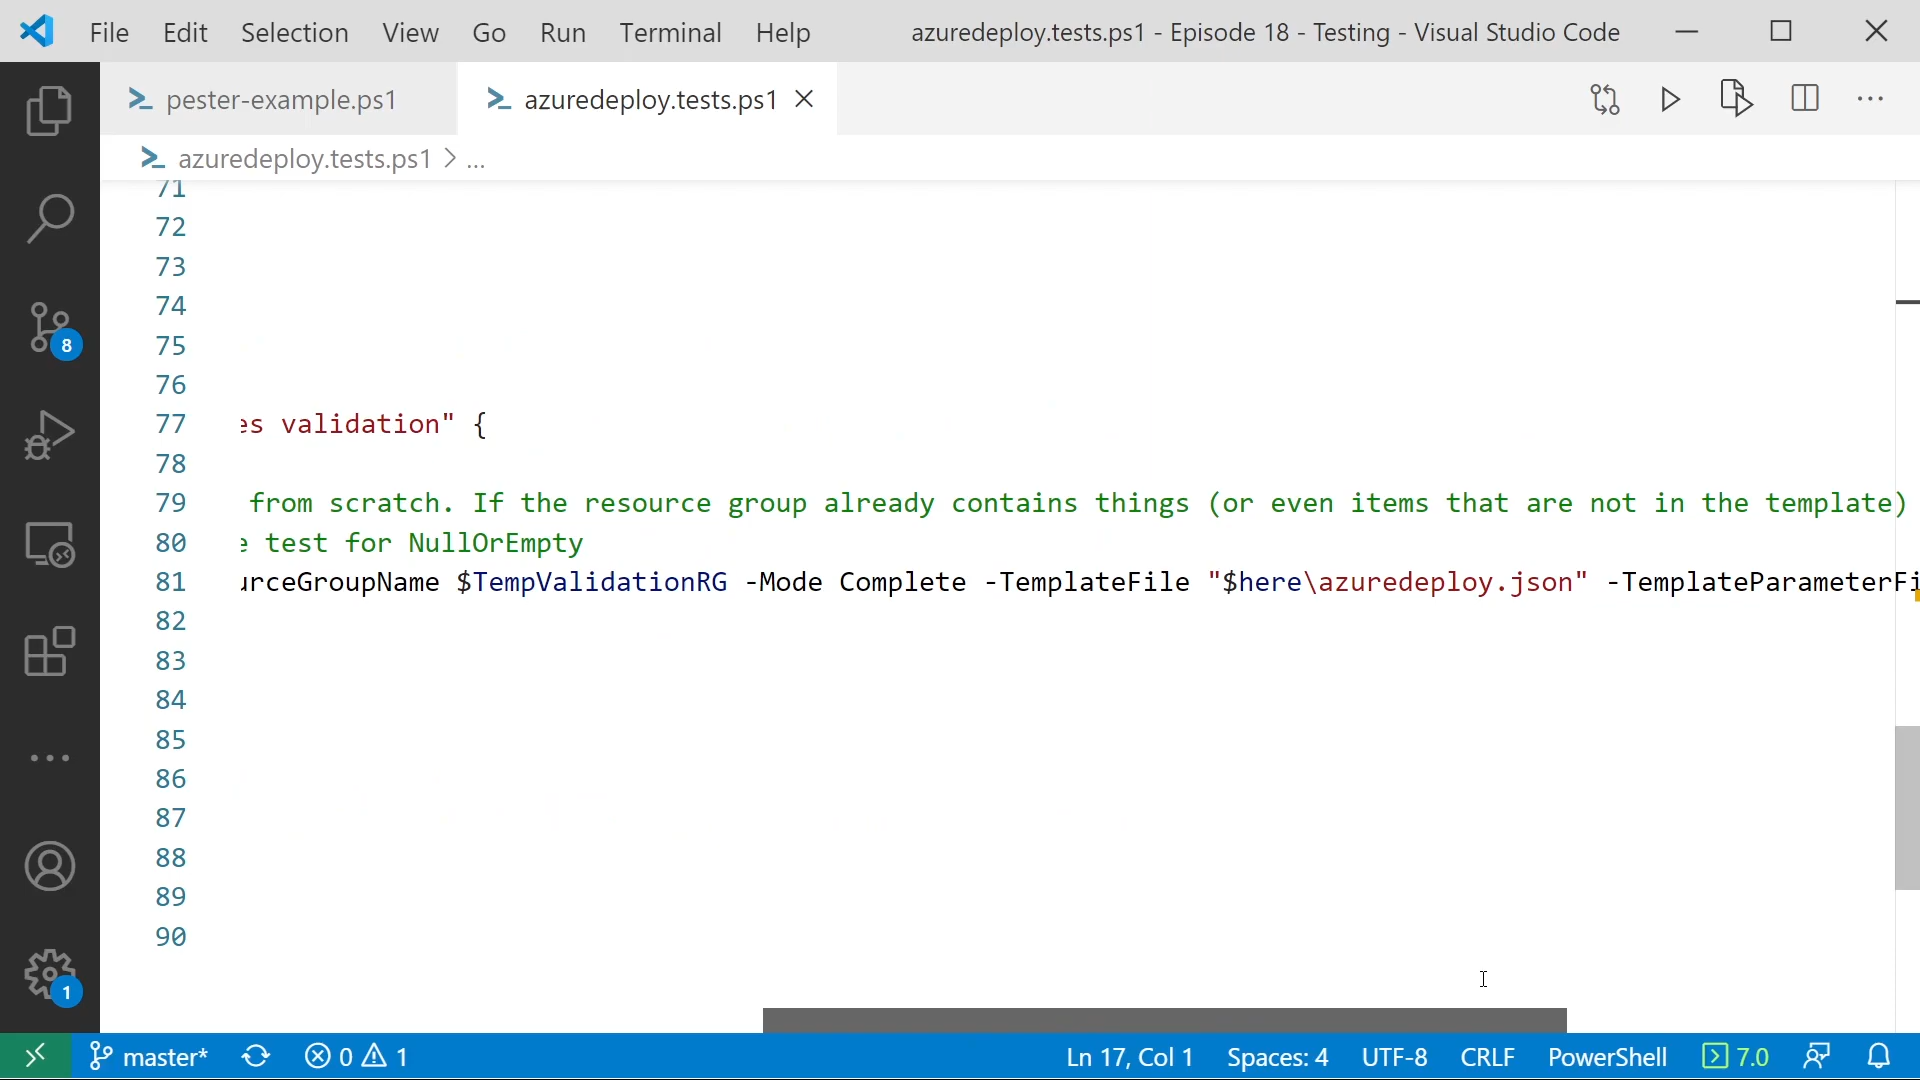 File Edit Selection View Go Run Terminal Help azuredeploy.tests.ps1 - Episode 18 - Testing - Visual Studio Code
pester-example.ps1 azuredeploy.tests.ps1
azuredeploy.tests.ps1 > ...
71
72
73
74
75
76
77 es validation" {
78
79 from scratch. If the resource group already contains things (or even items that are not in the template)
80 e test for NullOrEmpty
81 urceGroupName $TempValidationRG -Mode Complete -TemplateFile "$here\azuredeploy.json" -TemplateParameterFi
82
83
84
85
86
87
88
89
90
8
1
master* 0 1 Ln 17, Col 1 Spaces: 4 UTF-8 CRLF PowerShell 7.0